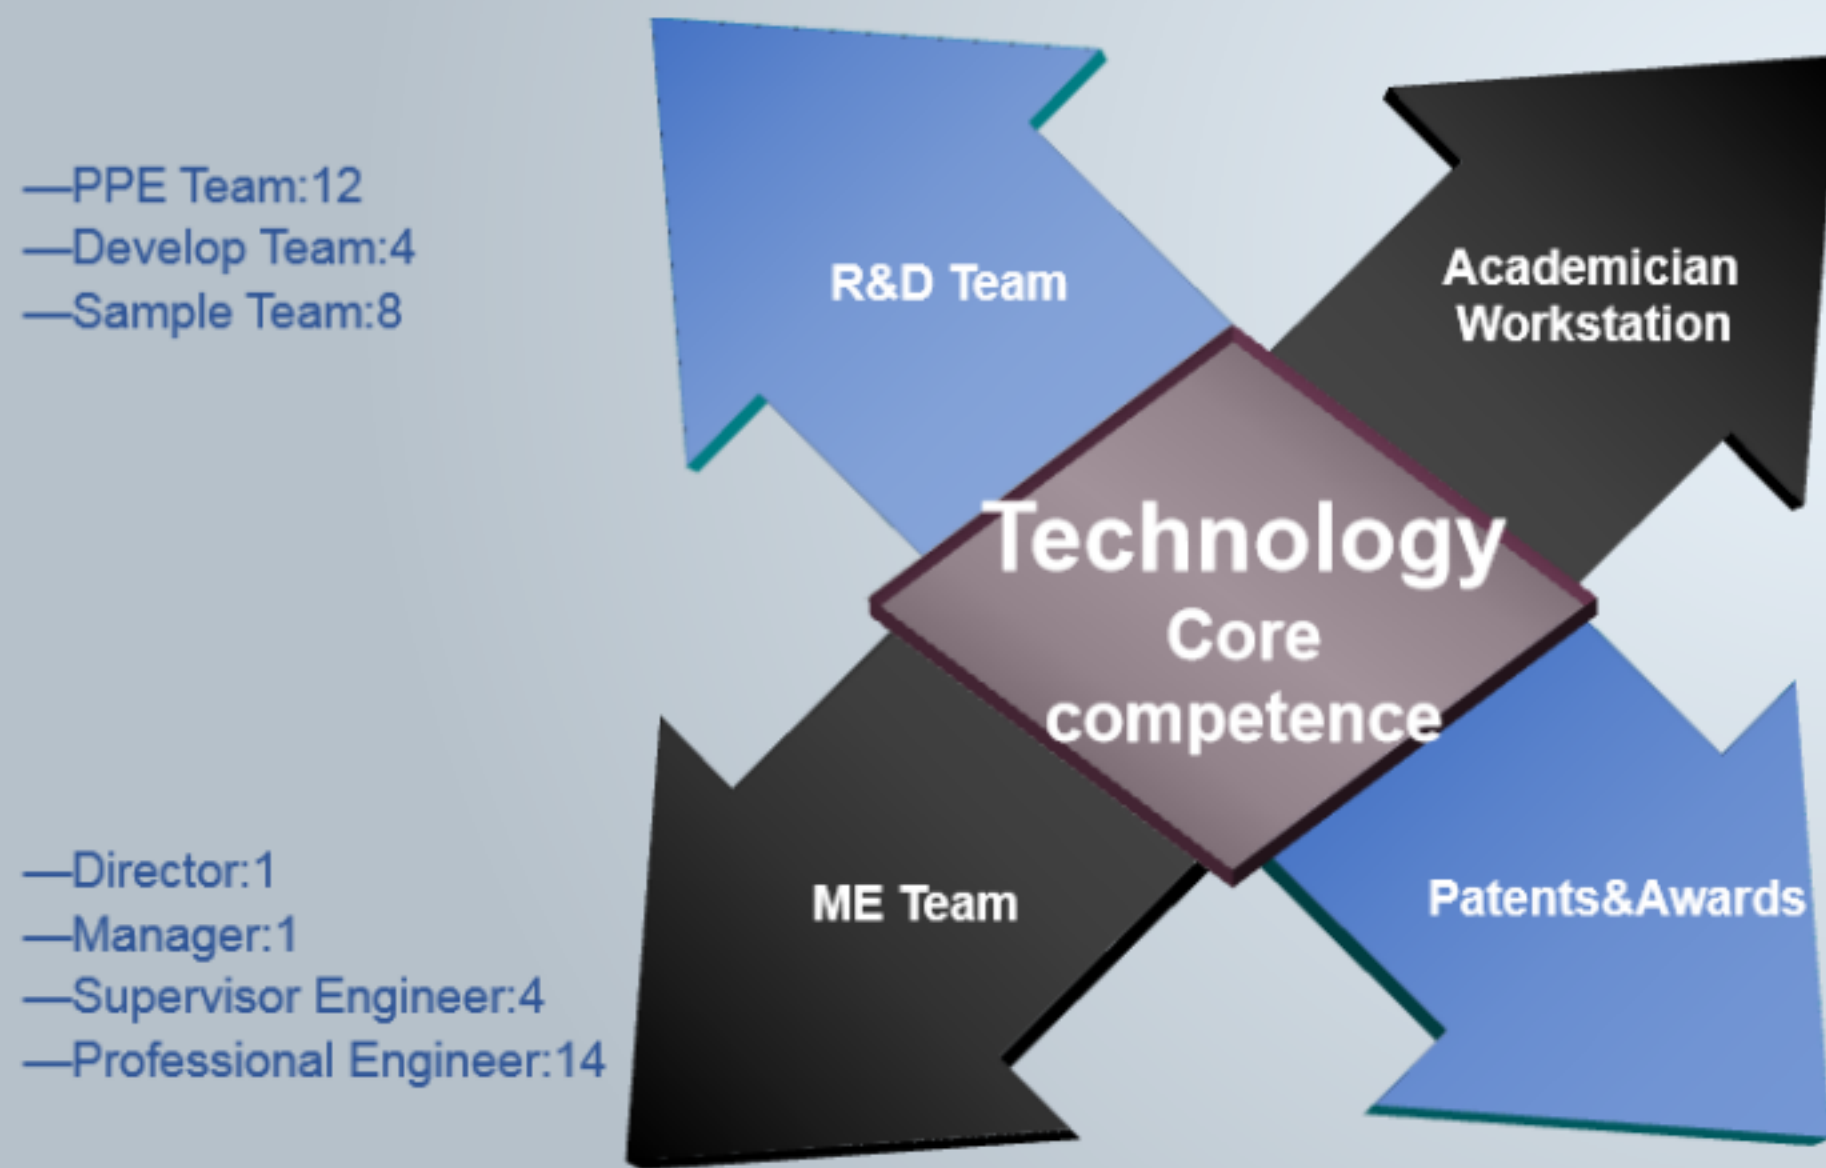 —PPE Team:12
—Develop Team:4
—Sample Team:8
R&D Team
Academician
Workstation
Technology
Core
competence
—Director:1
—Manager:1
—Supervisor Engineer:4
—Professional Engineer:14
ME Team
Patents&Awards